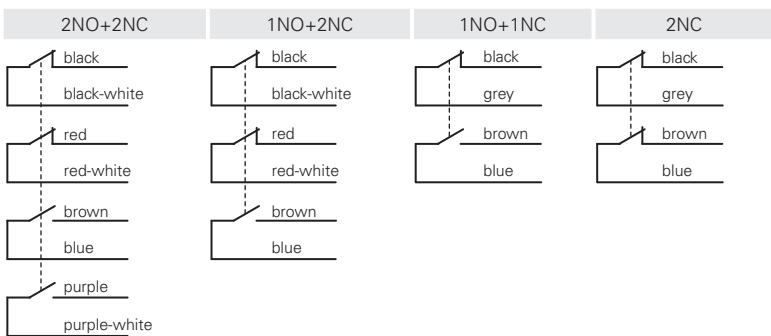 2NO+2NC 1NO+2NC 1NO+1NC 2NC
black black black black
black-white black-white grey grey
red red brown brown
red-white red-white blue blue
brown brown
blue blue
purple
purple-white